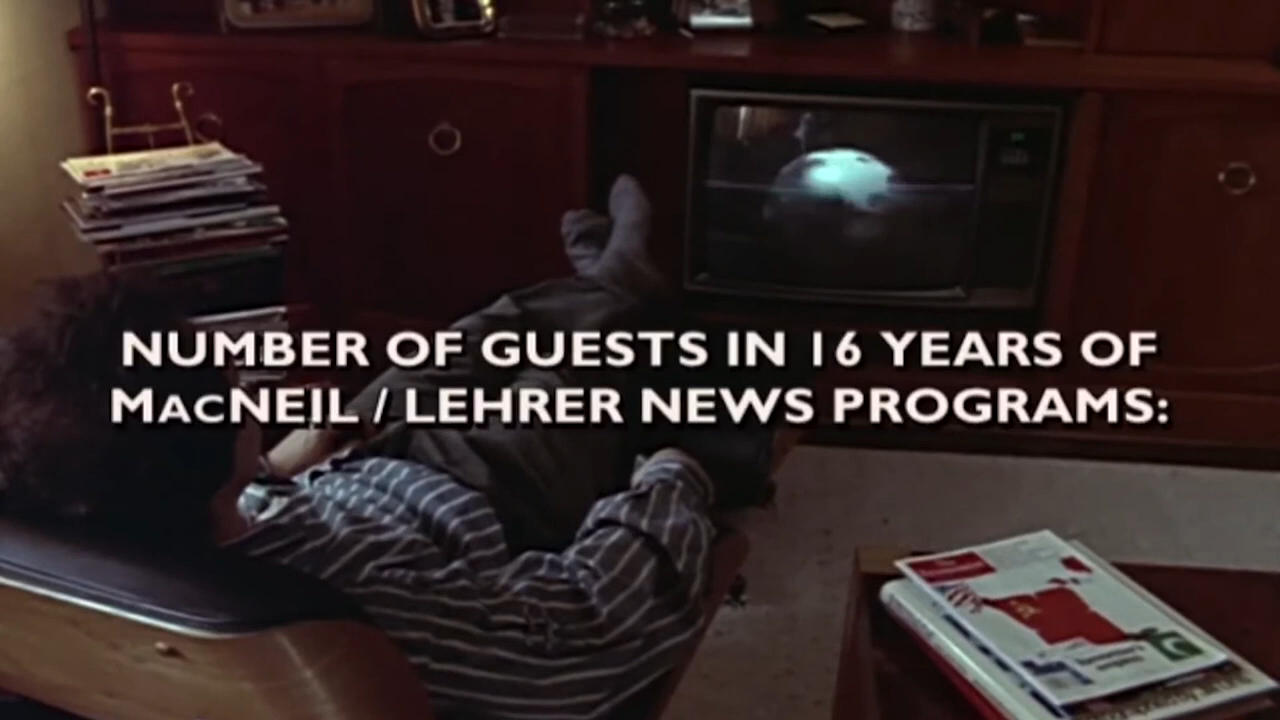 NUMBER OF GUESTS IN 16 YEARS OF
MACNEIL / LEHRER NEWS PROGRAMS: